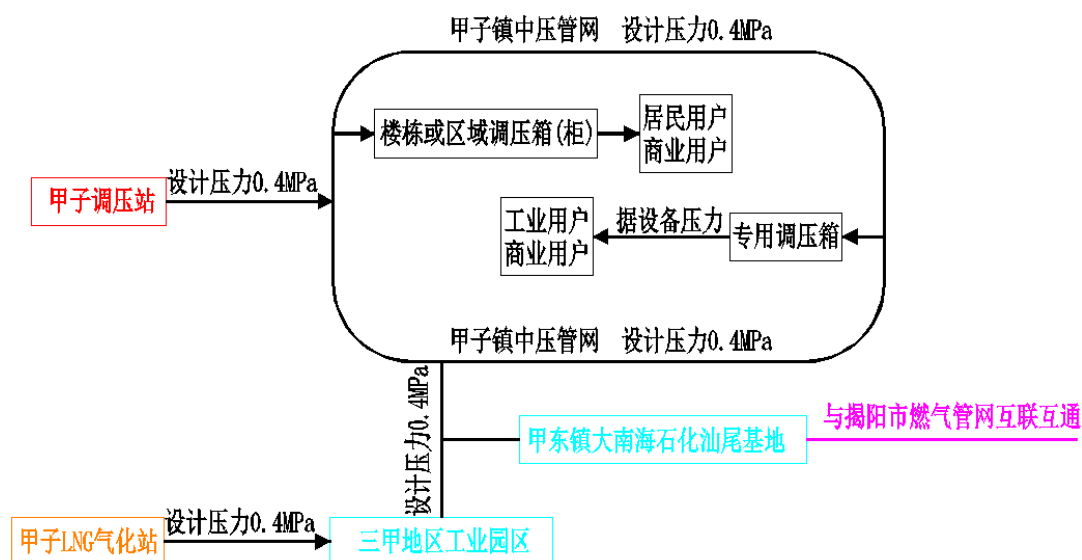 甲子镇中压管网 设计压力0.4MPa
楼栋或区域调压箱(柜)
居民用户
商业用户
设计压力0.4MPa
甲子调压站
工业用户
商业用户
据设备压力
专用调压箱
甲子镇中压管网 设计压力0.4MPa
设计压力0.4MPa
与揭阳市燃气管网互联互通
甲东镇大南海石化汕尾基地
设计压力0.4MPa
甲子LNG气化站
三甲地区工业园区